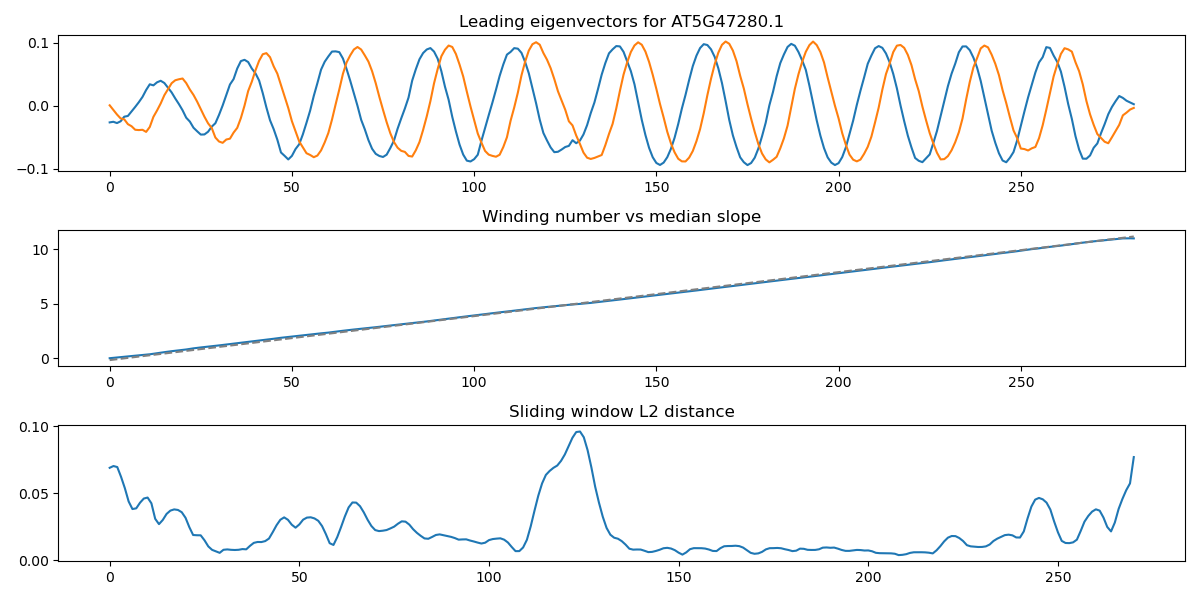 Leading eigenvectors for AT5G47280.1
0.1
0.0
−0.1
0 50 100 150 200 250
Winding number vs median slope
10
5
0
0 50 100 150 200 250
Sliding window L2 distance
0.10
0.05
0.00
0 50 100 150 200 250